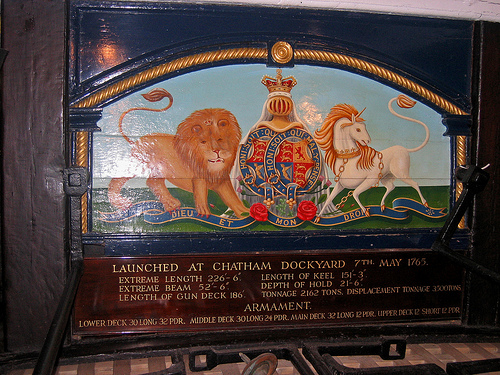 HONI SOIT QUI MAL Y PENSE
DIEU ET MON DROIT
LAUNCHED AT CHATHAM DOCKYARD 7TH. MAY 1765.
EXTREME LENGTH 226'-6" LENGTH OF KEEL 151'-3"
EXTREME BEAM 52'-6" DEPTH OF HOLD 21'-6"
LENGTH OF GUN DECK 186' TONNAGE 2162 TONS, DISPLACEMENT TONNAGE 3500TONS
ARMAMENT.
LOWER DECK 30 LONG 32 PDR, MIDDLE DECK 30 LONG 24 PDR, MAIN DECK 32 LONG 12 PDR, UPPER DECK 12 SHORT 12 PDR